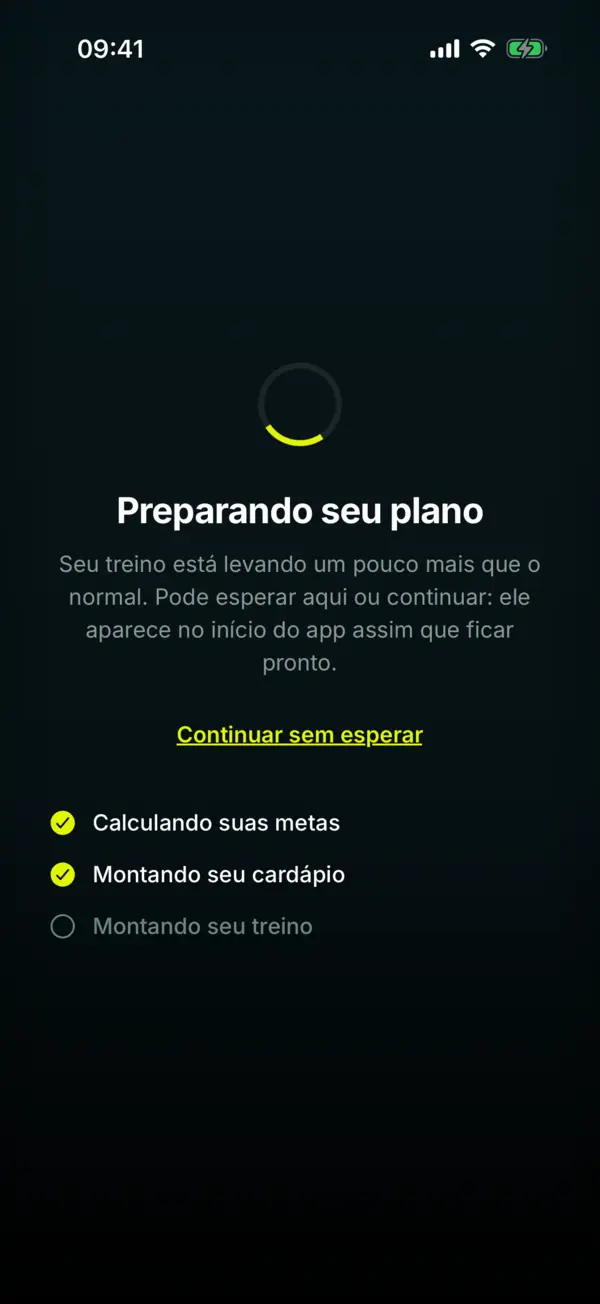 09:41
Preparando seu plano
Seu treino está levando um pouco mais que o
normal. Pode esperar aqui ou continuar: ele
aparece no início do app assim que ficar
pronto.
Continuar sem esperar
Calculando suas metas
Montando seu cardápio
Montando seu treino